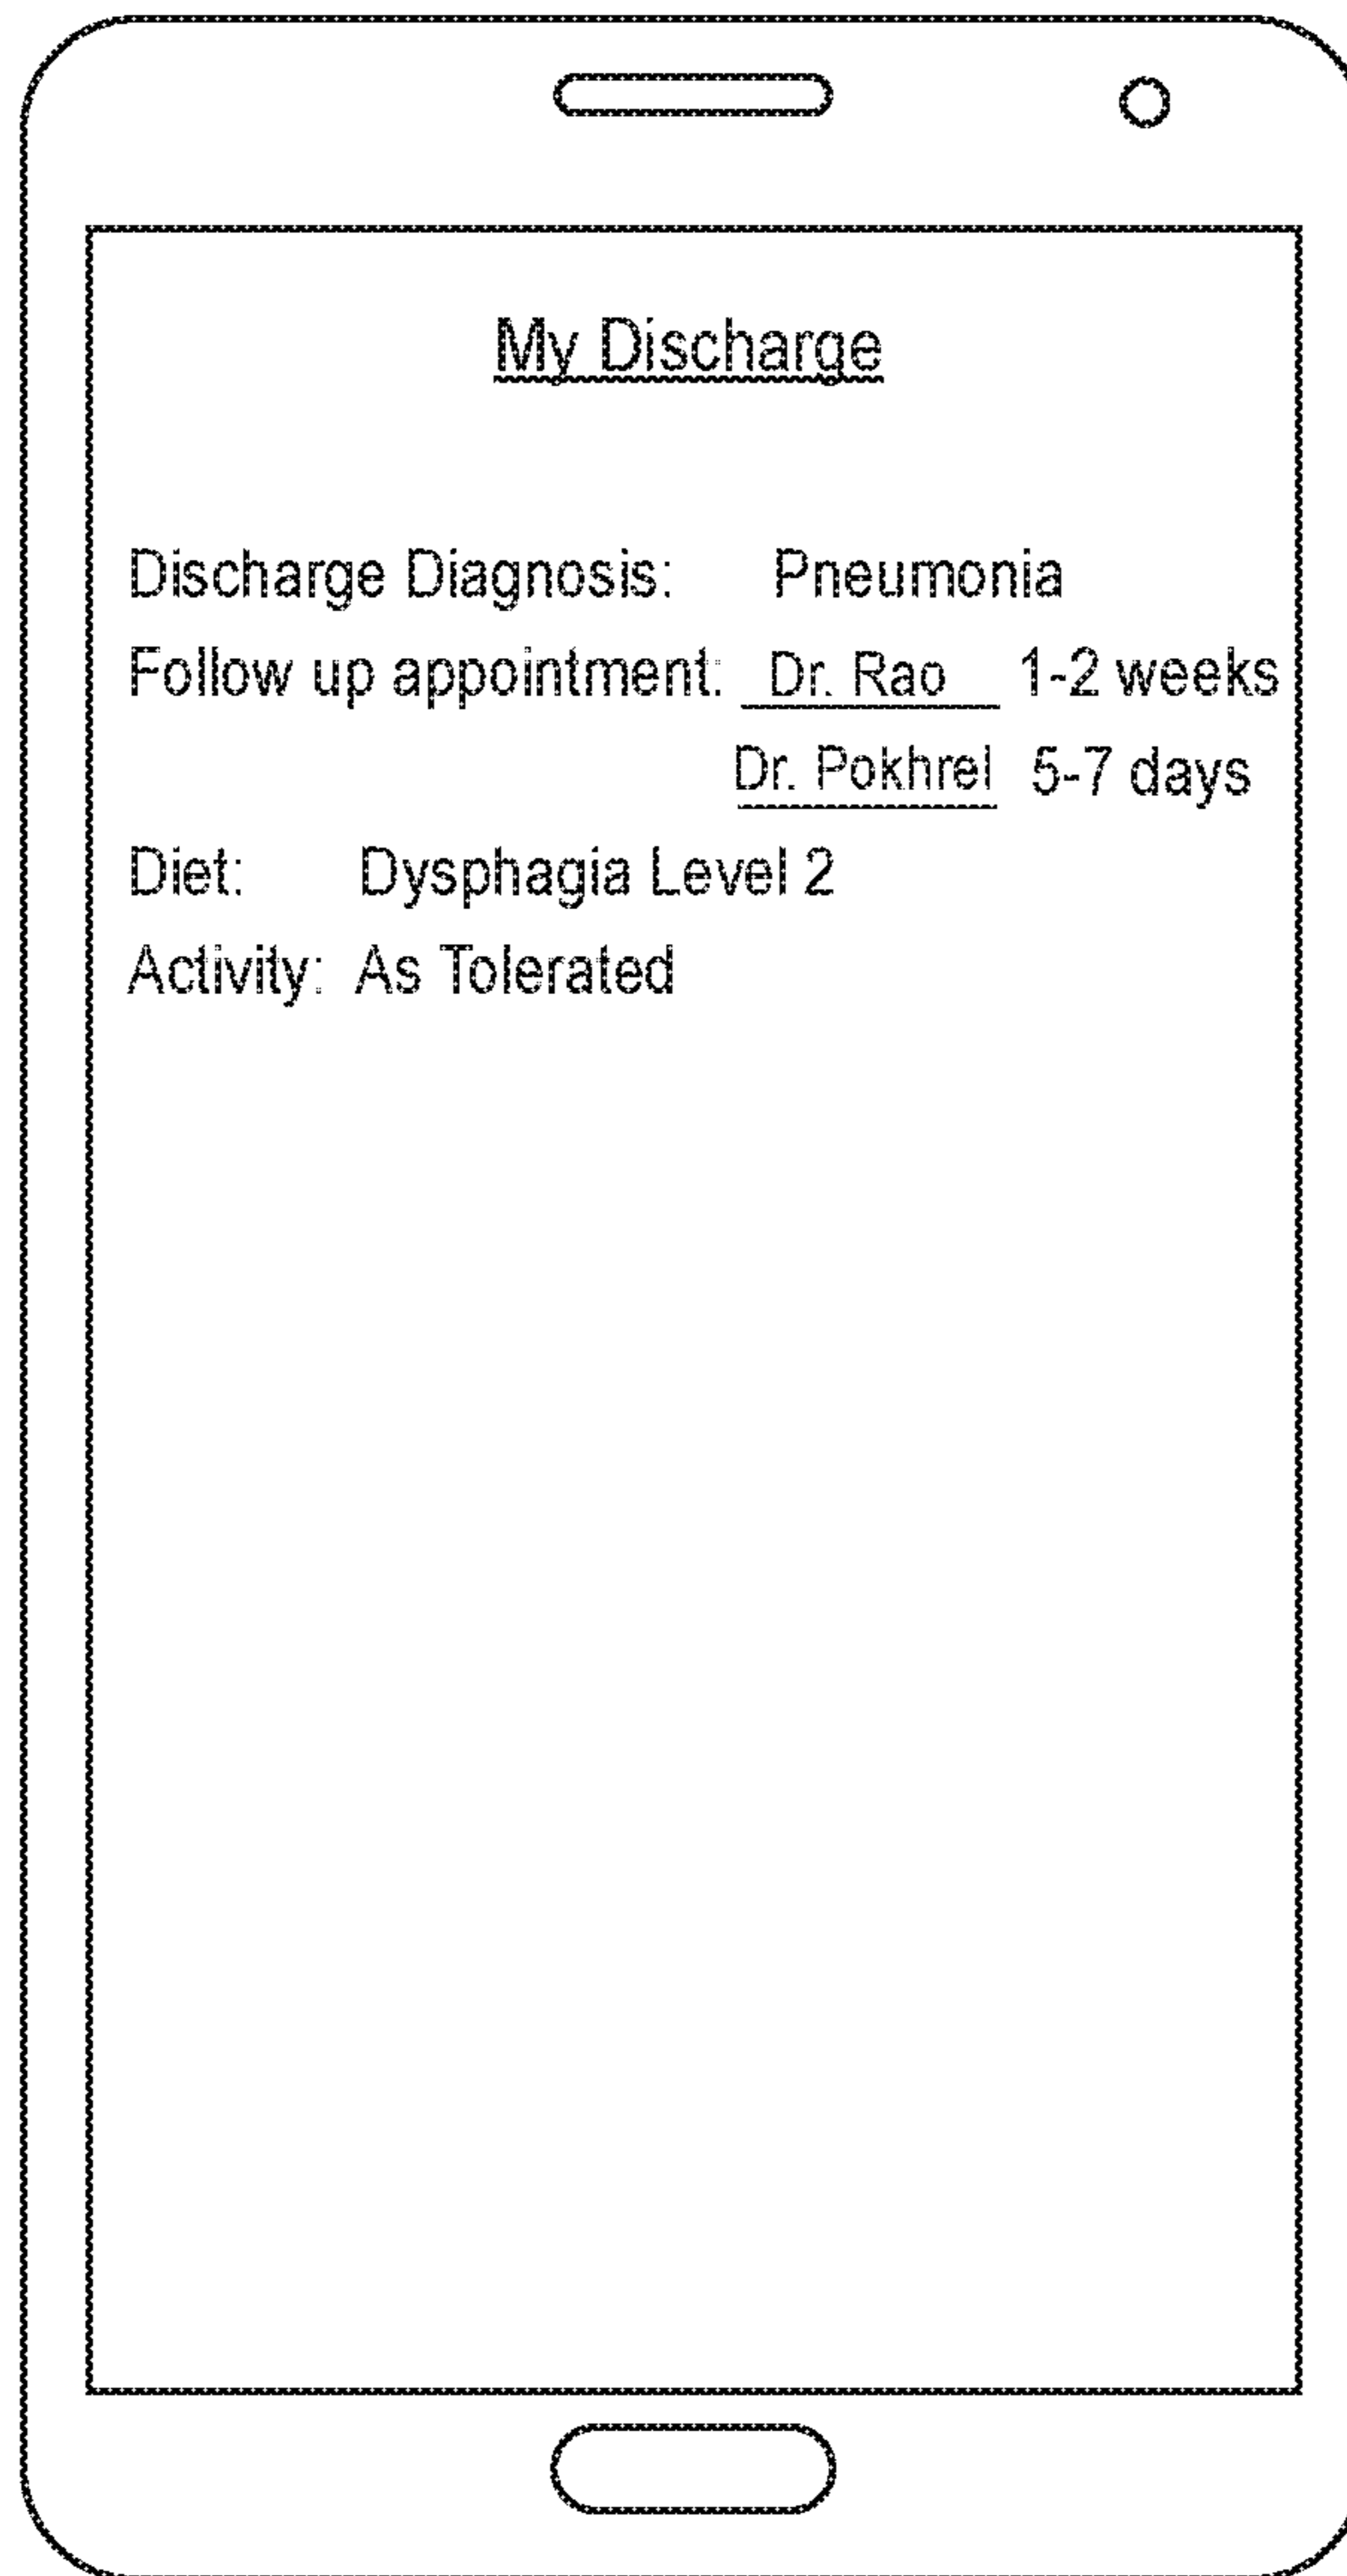 My Discharge
Discharge Diagnosis: Pneumonia
Follow up appointment: Dr. Rao 1-2 weeks
Dr. Pokhrel 5-7 days
Diet: Dysphagia Level 2
Activity: As Tolerated